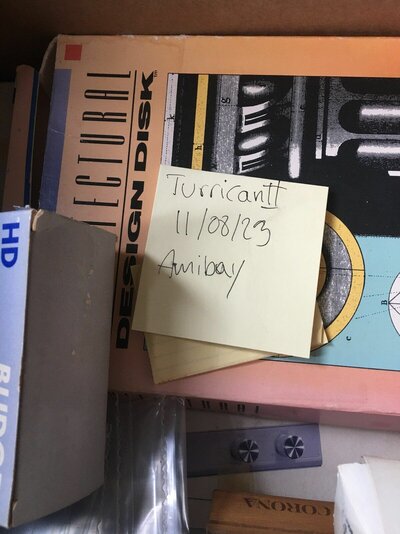 ECTURAL
DESIGN DISK
TurricanII
11/08/23
Amibay
HD
CORONA